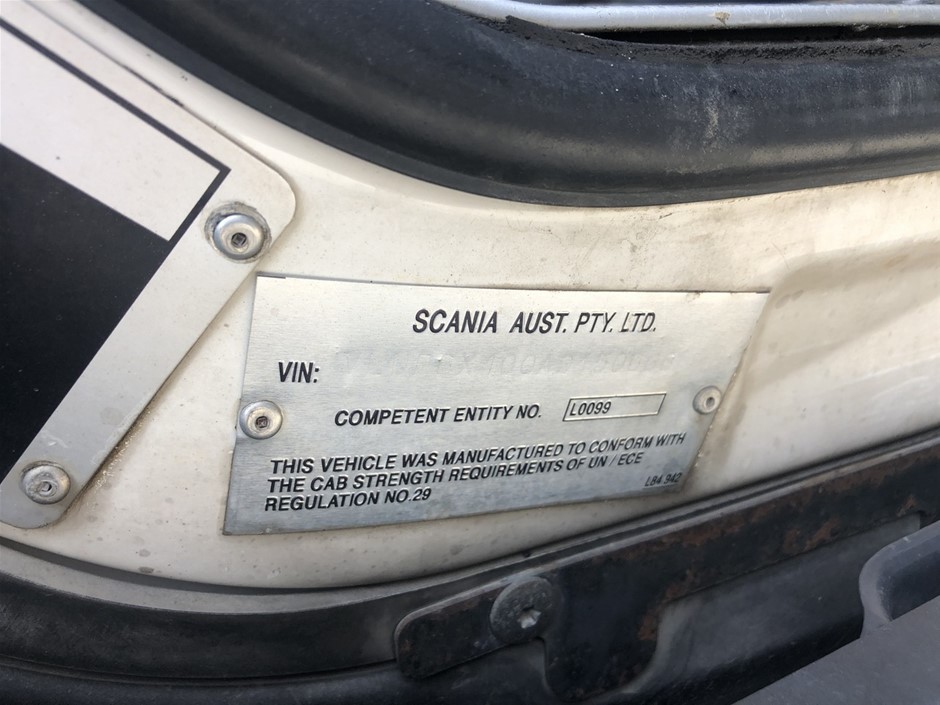 SCANIA AUST. PTY. LTD.
VIN:
COMPETENT ENTITY NO. L0099
THIS VEHICLE WAS MANUFACTURED TO CONFORM WITH
THE CAB STRENGTH REQUIREMENTS OF UN / ECE
REGULATION NO.29
L84 942